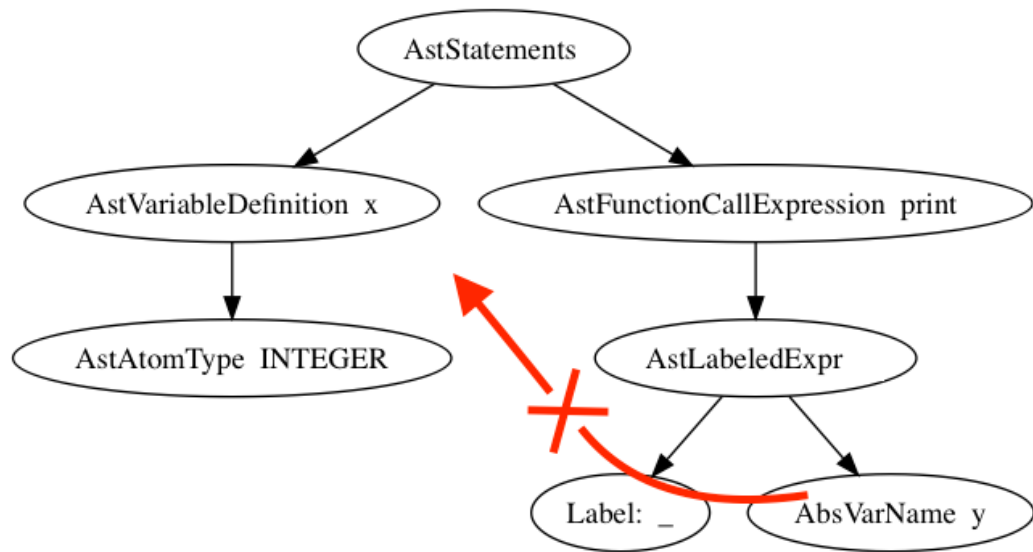 AstStatements
AstVariableDefinition x
AstFunctionCallExpression print
AstAtomType INTEGER
AstLabeledExpr
Label: _
AbsVarName y